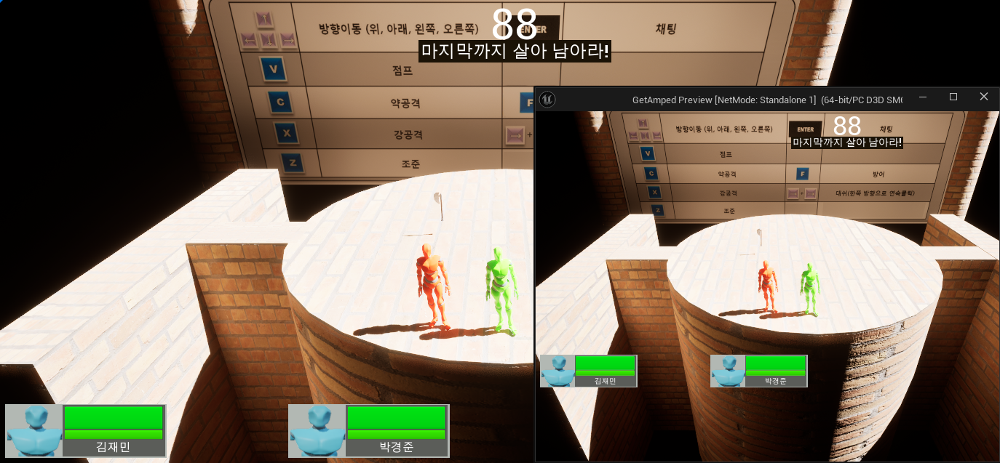 88
방향이동 (위, 아래, 왼쪽, 오른쪽)
채팅
마지막까지 살아 남아라!
V
점프
C
약공격
F
X
강공격
+
Z
조준
김재민
박경준
GetAmped Preview [NetMode: Standalone 1] (64-bit/PC D3D SM6
88
방향이동 (위, 아래, 왼쪽, 오른쪽)
ENTER
채팅
마지막까지 살아 남아라!
V
점프
C
약공격
F
방어
X
강공격
+
대쉬(한쪽 방향으로 연속클릭)
Z
조준
김재민
박경준